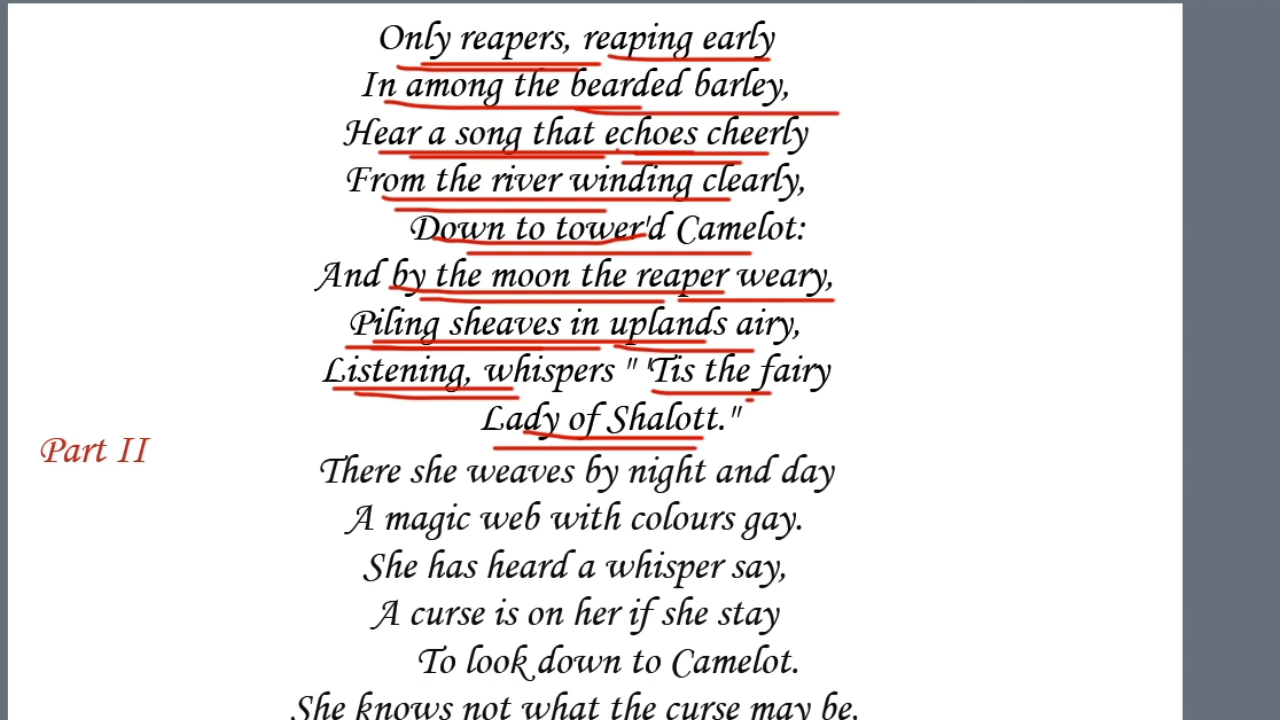 Only reapers, reaping early
In among the bearded barley,
Hear a song that echoes cheerly
From the river winding clearly,
Down to tower'd Camelot:
And by the moon the reaper weary,
Piling sheaves in uplands airy,
Listening, whispers " 'Tis the fairy
Lady of Shalott."
Part II
There she weaves by night and day
A magic web with colours gay.
She has heard a whisper say,
A curse is on her if she stay
To look down to Camelot.
She knows not what the curse may be,